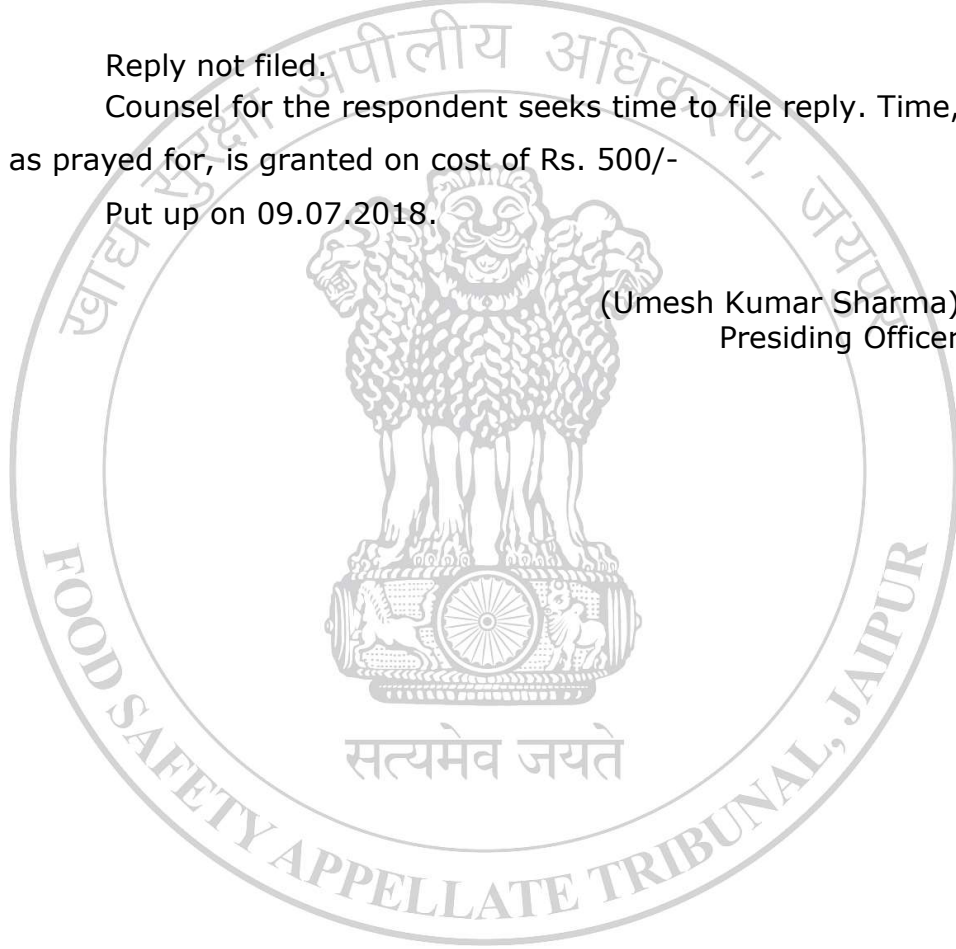 Reply not filed.
Counsel for the respondent seeks time to file reply. Time,
as prayed for, is granted on cost of Rs. 500/-
Put up on 09.07.2018.
(Umesh Kumar Sharma)
Presiding Officer
खाद्य सुरक्षा अपीलीय अधिकरण, जयपुर
सत्यमेव जयते
FOOD SAFETY APPELLATE TRIBUNAL, JAIPUR